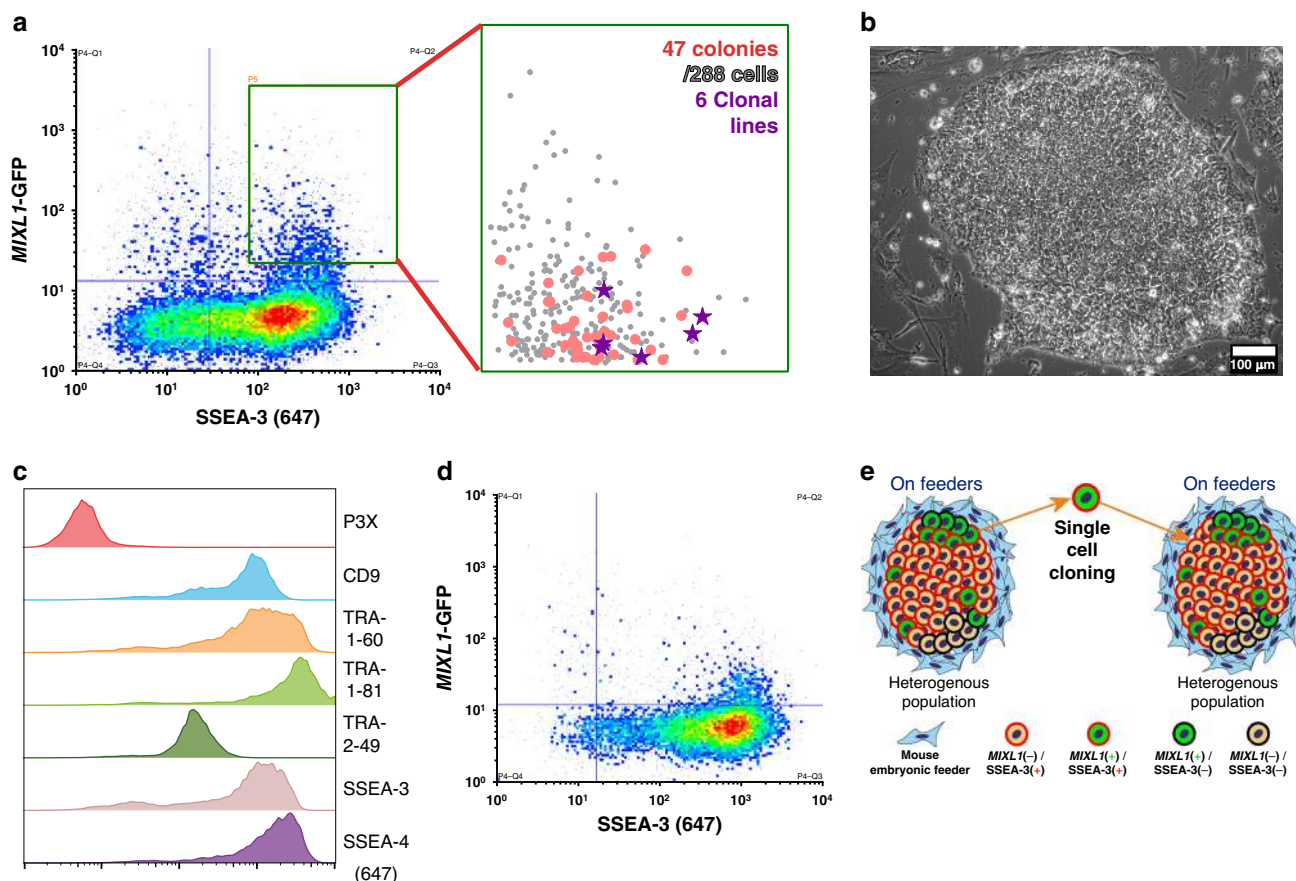 a
P4–Q1
P4–Q2
P5
10⁴
10³
10²
10¹
10⁰
MIXL1-GFP
P4–Q4
P4–Q3
10⁰ 10¹ 10² 10³ 10⁴
SSEA-3 (647)
47 colonies
/288 cells
6 Clonal
lines
b
100 µm
c
P3X
CD9
TRA-
1-60
TRA-
1-81
TRA-
2-49
SSEA-3
SSEA-4
(647)
d
P4–Q1
P4–Q2
10⁴
10³
10²
10¹
10⁰
MIXL1-GFP
P4–Q4
P4–Q3
10⁰ 10¹ 10² 10³ 10⁴
SSEA-3 (647)
e
On feeders
On feeders
Single
cell
cloning
Heterogenous
population
Heterogenous
population
Mouse
embryonic feeder
MIXL1(–) /
SSEA-3(+)
MIXL1(+) /
SSEA-3(+)
MIXL1(+) /
SSEA-3(–)
MIXL1(–) /
SSEA-3(–)